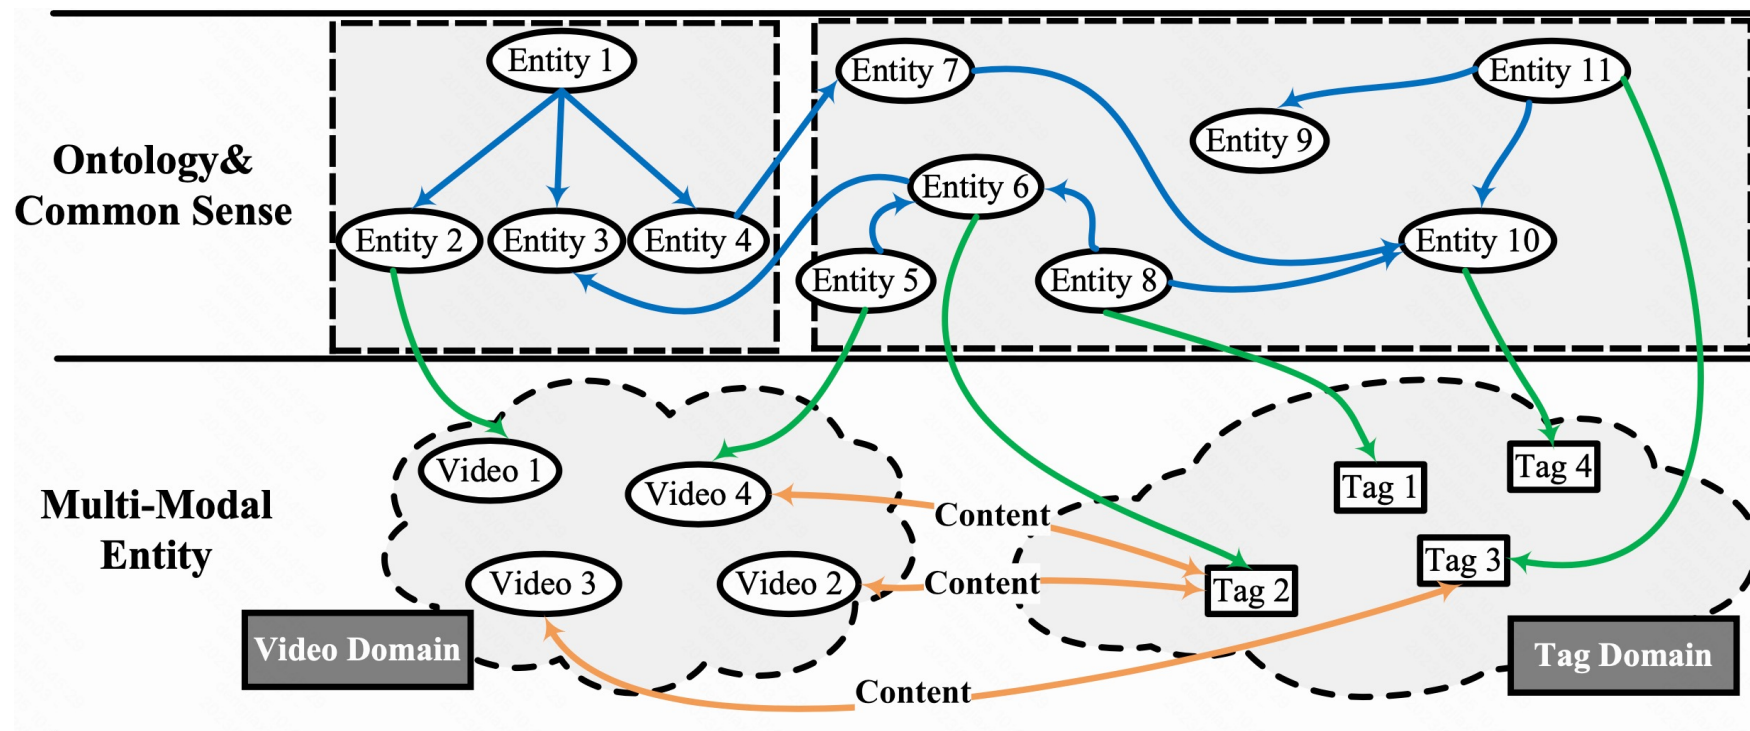 Entity 1
Entity 7
Entity 11
Entity 9
Ontology&
Common Sense
Entity 6
Entity 2
Entity 3
Entity 4
Entity 10
Entity 5
Entity 8
Video 1
Video 4
Tag 1
Tag 4
Multi-Modal
Entity
Content
Video 3
Video 2
Content
Tag 2
Tag 3
Video Domain
Tag Domain
Content